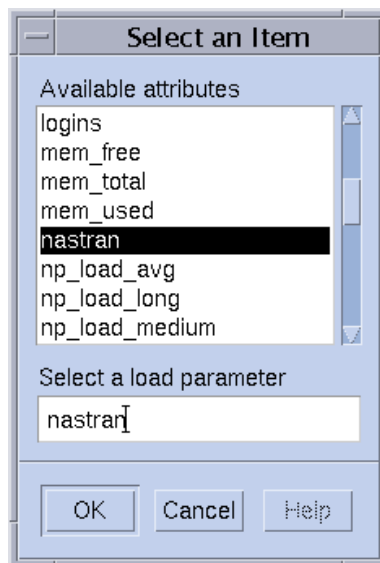 Select an Item
Available attributes
logins
mem_free
mem_total
mem_used
nastran
np_load_avg
np_load_long
np_load_medium
Select a load parameter
nastran
OK Cancel Help